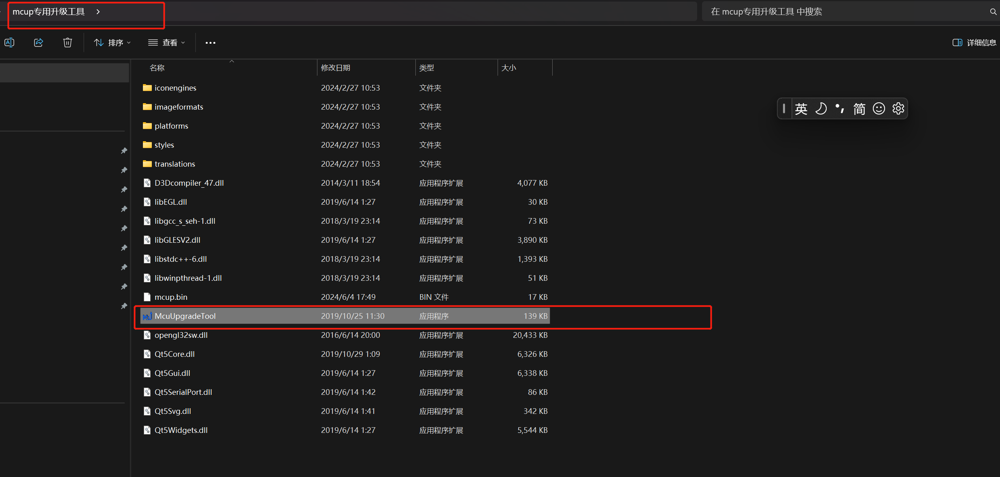 mcup专用升级工具
在 mcup专用升级工具 中搜索
排序 查看 详细信息
名称 修改日期 类型 大小
iconengines 2024/2/27 10:53 文件夹
imageformats 2024/2/27 10:53 文件夹
英 简
platforms 2024/2/27 10:53 文件夹
styles 2024/2/27 10:53 文件夹
translations 2024/2/27 10:53 文件夹
D3Dcompiler_47.dll 2014/3/11 18:54 应用程序扩展 4,077 KB
libEGL.dll 2019/6/14 1:27 应用程序扩展 30 KB
libgcc_s_seh-1.dll 2018/3/19 23:14 应用程序扩展 73 KB
libGLESV2.dll 2019/6/14 1:27 应用程序扩展 3,890 KB
libstdc++-6.dll 2018/3/19 23:14 应用程序扩展 1,393 KB
libwinpthread-1.dll 2018/3/19 23:14 应用程序扩展 51 KB
mcup.bin 2024/6/4 17:49 BIN 文件 17 KB
McuUpgradeTool 2019/10/25 11:30 应用程序 139 KB
opengl32sw.dll 2016/6/14 20:00 应用程序扩展 20,433 KB
Qt5Core.dll 2019/10/29 1:09 应用程序扩展 6,326 KB
Qt5Gui.dll 2019/6/14 1:27 应用程序扩展 6,338 KB
Qt5SerialPort.dll 2019/6/14 1:42 应用程序扩展 86 KB
Qt5Svg.dll 2019/6/14 1:41 应用程序扩展 342 KB
Qt5Widgets.dll 2019/6/14 1:27 应用程序扩展 5,544 KB